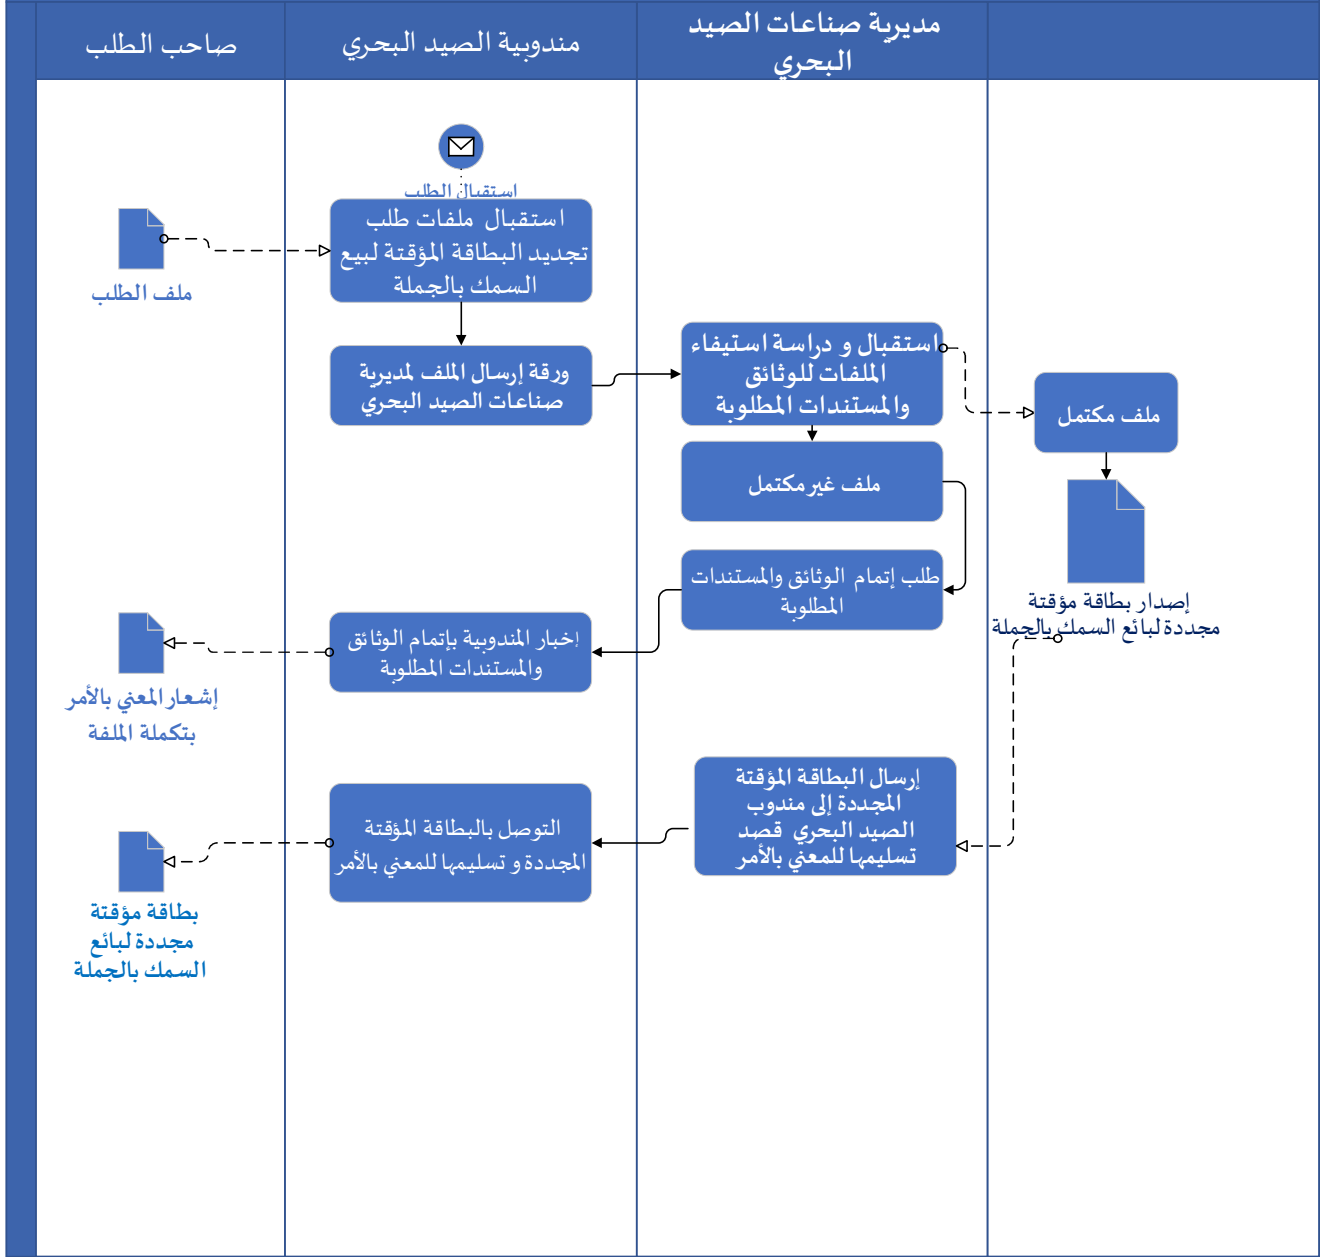 صاحب الطلب
مندوبية الصيد البحري
مديرية صناعات الصيد
البحري
استقبال الطلب
استقبال ملفات طلب
تجديد البطاقة المؤقتة لبيع
السمك بالجملة
ملف الطلب
ورقة إرسال الملف لمديرية
صناعات الصيد البحري
استقبال و دراسة استيفاء
الملفات للوثائق
والمستندات المطلوبة
ملف مكتمل
ملف غير مكتمل
طلب إتمام الوثائق والمستندات
المطلوبة
إصدار بطاقة مؤقتة
مجددة لبائع السمك بالجملة
إخبار المندوبية بإتمام الوثائق
والمستندات المطلوبة
إشعار المعني بالأمر
بتكملة الملفة
إرسال البطاقة المؤقتة
المجددة إلى مندوب
الصيد البحري قصد
تسليمها للمعني بالأمر
التوصل بالبطاقة المؤقتة
المجددة و تسليمها للمعني بالأمر
بطاقة مؤقتة
مجددة لبائع
السمك بالجملة